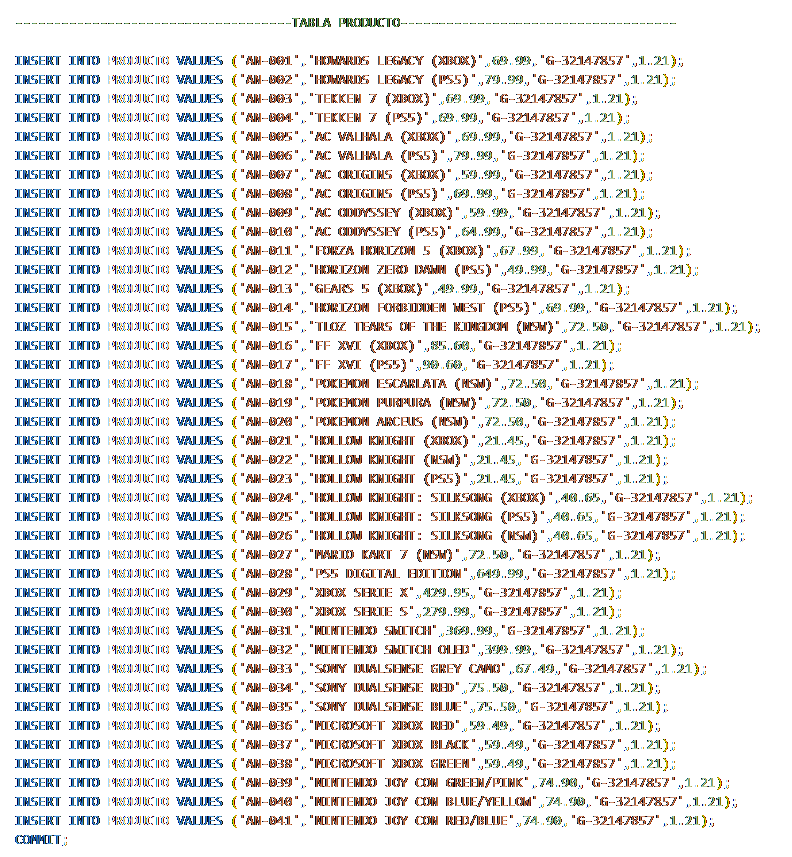 ------------------------------------TABLA PRODUCTO------------------------------------
INSERT INTO PRODUCTO VALUES ('AN-001','HOWARDS LEGACY (XBOX)',69.99,'G-32147857',1.21);
INSERT INTO PRODUCTO VALUES ('AN-002','HOWARDS LEGACY (PS5)',79.99,'G-32147857',1.21);
INSERT INTO PRODUCTO VALUES ('AN-003','TEKKEN 7 (XBOX)',69.99,'G-32147857',1.21);
INSERT INTO PRODUCTO VALUES ('AN-004','TEKKEN 7 (PS5)',69.99,'G-32147857',1.21);
INSERT INTO PRODUCTO VALUES ('AN-005','AC VALHALA (XBOX)',69.99,'G-32147857',1.21);
INSERT INTO PRODUCTO VALUES ('AN-006','AC VALHALA (PS5)',79.99,'G-32147857',1.21);
INSERT INTO PRODUCTO VALUES ('AN-007','AC ORIGINS (XBOX)',59.99,'G-32147857',1.21);
INSERT INTO PRODUCTO VALUES ('AN-008','AC ORIGINS (PS5)',69.99,'G-32147857',1.21);
INSERT INTO PRODUCTO VALUES ('AN-009','AC ODDYSSEY (XBOX)',59.99,'G-32147857',1.21);
INSERT INTO PRODUCTO VALUES ('AN-010','AC ODDYSSEY (PS5)',64.99,'G-32147857',1.21);
INSERT INTO PRODUCTO VALUES ('AN-011','FORZA HORIZON 5 (XBOX)',67.99,'G-32147857',1.21);
INSERT INTO PRODUCTO VALUES ('AN-012','HORIZON ZERO DAWN (PS5)',49.99,'G-32147857',1.21);
INSERT INTO PRODUCTO VALUES ('AN-013','GEARS 5 (XBOX)',49.99,'G-32147857',1.21);
INSERT INTO PRODUCTO VALUES ('AN-014','HORIZON FORBIDDEN WEST (PS5)',69.99,'G-32147857',1.21);
INSERT INTO PRODUCTO VALUES ('AN-015','TLOZ TEARS OF THE KINGDOM (NSW)',72.50,'G-32147857',1.21);
INSERT INTO PRODUCTO VALUES ('AN-016','FF XVI (XBOX)',85.60,'G-32147857',1.21);
INSERT INTO PRODUCTO VALUES ('AN-017','FF XVI (PS5)',90.60,'G-32147857',1.21);
INSERT INTO PRODUCTO VALUES ('AN-018','POKEMON ESCARLATA (NSW)',72.50,'G-32147857',1.21);
INSERT INTO PRODUCTO VALUES ('AN-019','POKEMON PURPURA (NSW)',72.50,'G-32147857',1.21);
INSERT INTO PRODUCTO VALUES ('AN-020','POKEMON ARCEUS (NSW)',72.50,'G-32147857',1.21);
INSERT INTO PRODUCTO VALUES ('AN-021','HOLLOW KNIGHT (XBOX)',21.45,'G-32147857',1.21);
INSERT INTO PRODUCTO VALUES ('AN-022','HOLLOW KNIGHT (NSW)',21.45,'G-32147857',1.21);
INSERT INTO PRODUCTO VALUES ('AN-023','HOLLOW KNIGHT (PS5)',21.45,'G-32147857',1.21);
INSERT INTO PRODUCTO VALUES ('AN-024','HOLLOW KNIGHT: SILKSONG (XBOX)',40.65,'G-32147857',1.21);
INSERT INTO PRODUCTO VALUES ('AN-025','HOLLOW KNIGHT: SILKSONG (PS5)',40.65,'G-32147857',1.21);
INSERT INTO PRODUCTO VALUES ('AN-026','HOLLOW KNIGHT: SILKSONG (NSW)',40.65,'G-32147857',1.21);
INSERT INTO PRODUCTO VALUES ('AN-027','MARIO KART 7 (NSW)',72.50,'G-32147857',1.21);
INSERT INTO PRODUCTO VALUES ('AN-028','PS5 DIGITAL EDITION',649.99,'G-32147857',1.21);
INSERT INTO PRODUCTO VALUES ('AN-029','XBOX SERIE X',429.95,'G-32147857',1.21);
INSERT INTO PRODUCTO VALUES ('AN-030','XBOX SERIE S',279.99,'G-32147857',1.21);
INSERT INTO PRODUCTO VALUES ('AN-031','NINTENDO SWITCH',369.99,'G-32147857',1.21);
INSERT INTO PRODUCTO VALUES ('AN-032','NINTENDO SWITCH OLED',399.99,'G-32147857',1.21);
INSERT INTO PRODUCTO VALUES ('AN-033','SONY DUALSENSE GREY CAMO',67.49,'G-32147857',1.21);
INSERT INTO PRODUCTO VALUES ('AN-034','SONY DUALSENSE RED',75.50,'G-32147857',1.21);
INSERT INTO PRODUCTO VALUES ('AN-035','SONY DUALSENSE BLUE',75.50,'G-32147857',1.21);
INSERT INTO PRODUCTO VALUES ('AN-036','MICROSOFT XBOX RED',59.49,'G-32147857',1.21);
INSERT INTO PRODUCTO VALUES ('AN-037','MICROSOFT XBOX BLACK',59.49,'G-32147857',1.21);
INSERT INTO PRODUCTO VALUES ('AN-038','MICROSOFT XBOX GREEN',59.49,'G-32147857',1.21);
INSERT INTO PRODUCTO VALUES ('AN-039','NINTENDO JOY CON GREEN/PINK',74.90,'G-32147857',1.21);
INSERT INTO PRODUCTO VALUES ('AN-040','NINTENDO JOY CON BLUE/YELLOW',74.90,'G-32147857',1.21);
INSERT INTO PRODUCTO VALUES ('AN-041','NINTENDO JOY CON RED/BLUE',74.90,'G-32147857',1.21);
COMMIT;